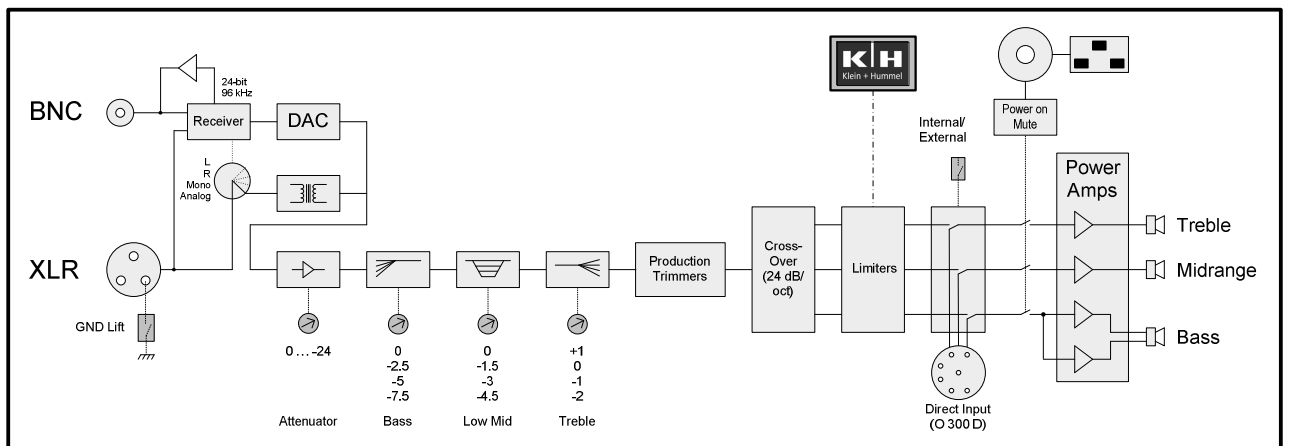 BNC
24-bit
96 kHz
Receiver
DAC
L
R
Mono
Analog
XLR
GND Lift
0 … -24
Attenuator
0
-2.5
-5
-7.5
Bass
0
-1.5
-3
-4.5
Low Mid
+1
0
-1
-2
Treble
Production
Trimmers
Cross-
Over
(24 dB/
oct)
K H
Klein + Hummel
Limiters
Internal/
External
Direct Input
(O 300 D)
Power on
Mute
Power
Amps
Treble
Midrange
Bass